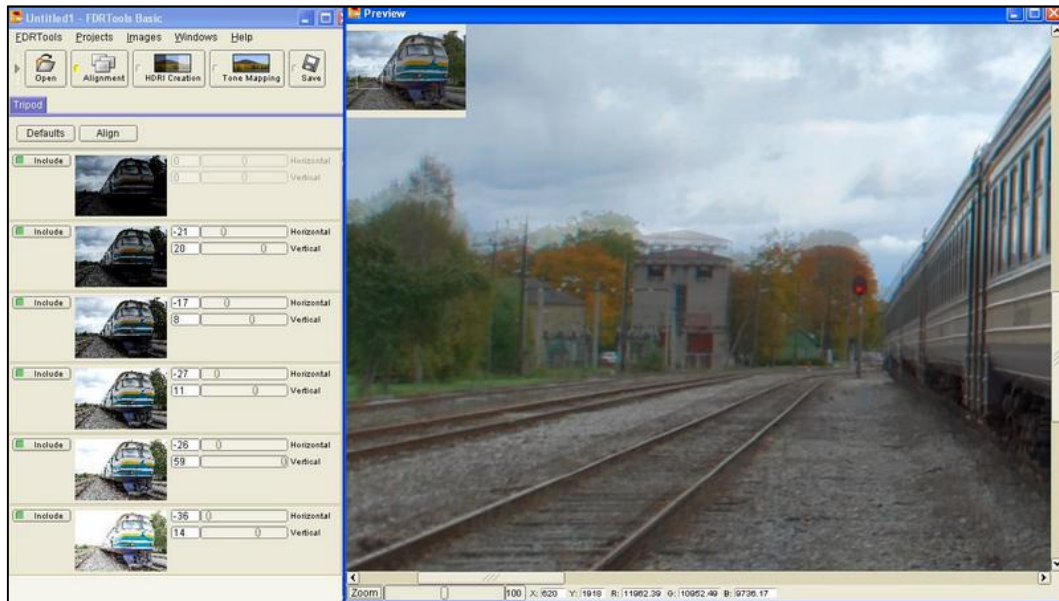 Untitled1 - FDRTools Basic
FDRTools Projects Images Windows Help
Open Alignment HDRI Creation Tone Mapping Save
Tripod
Defaults Align
Include 0 Horizontal
0 Vertical
Include -21 Horizontal
20 Vertical
Include -17 Horizontal
8 Vertical
Include -27 Horizontal
11 Vertical
Include -26 Horizontal
59 Vertical
Include -36 Horizontal
14 Vertical
Preview
Zoom 100 X: 620 Y: 1918 R: 11962.39 G: 10952.49 B: 9736.17